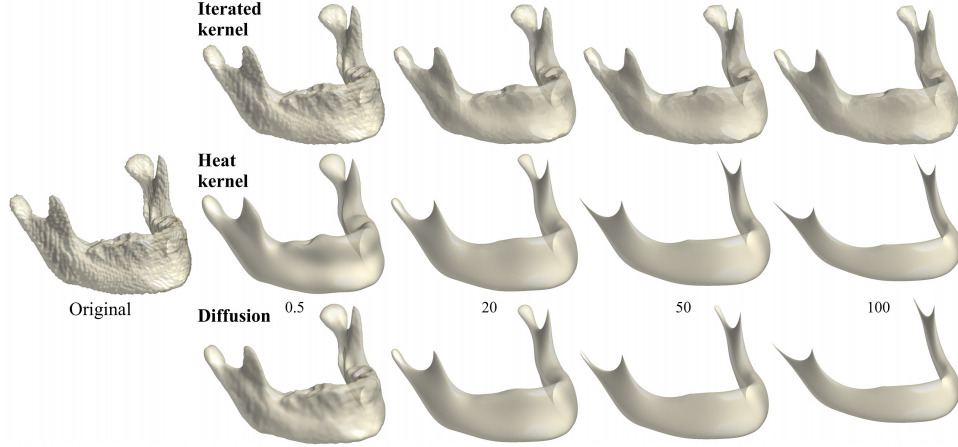 Iterated
kernel
Heat
kernel
Original
0.5
20
50
100
Diffusion